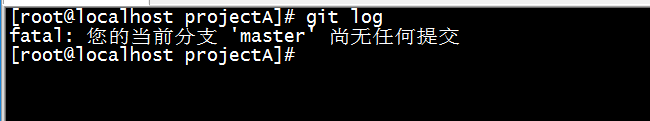 [root@localhost projectA]# git log
fatal: 您的当前分支 'master' 尚无任何提交
[root@localhost projectA]#